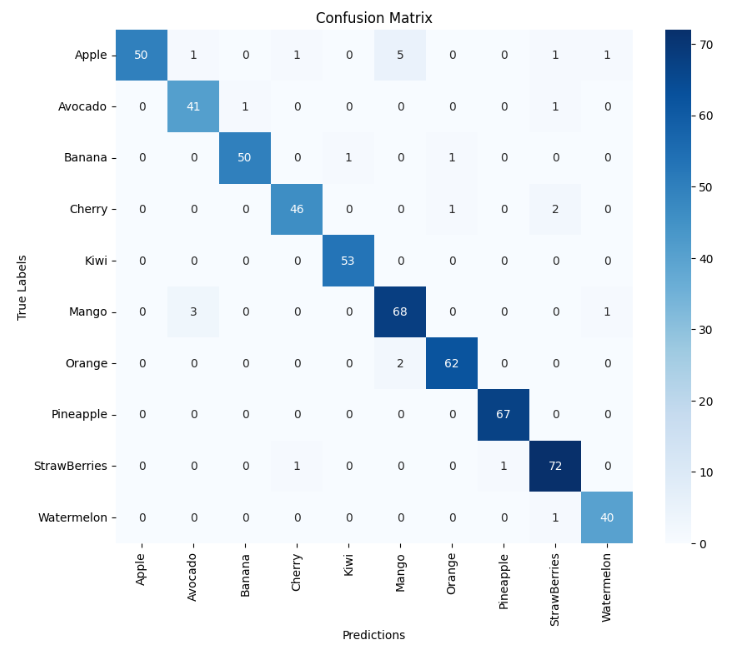 Confusion Matrix
Apple 50 1 0 1 0 5 0 0 1 1
Avocado 0 41 1 0 0 0 0 0 1 0
Banana 0 0 50 0 1 0 1 0 0 0
Cherry 0 0 0 46 0 0 1 0 2 0
Kiwi 0 0 0 0 53 0 0 0 0 0
Mango 0 3 0 0 0 68 0 0 0 1
Orange 0 0 0 0 0 2 62 0 0 0
Pineapple 0 0 0 0 0 0 0 67 0 0
StrawBerries 0 0 0 1 0 0 0 1 72 0
Watermelon 0 0 0 0 0 0 0 0 1 40
Apple Avocado Banana Cherry Kiwi Mango Orange Pineapple StrawBerries Watermelon
Predictions
True Labels
70
60
50
40
30
20
10
0